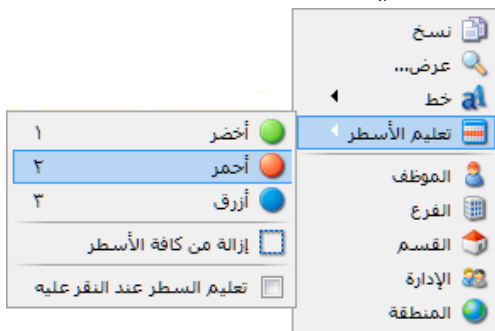 نسخ
عرض...
خط
تعليم الأسطر
الموظف
الفرع
القسم
الإدارة
المنطقة
أخضر ١
أحمر ٢
أزرق ٣
إزالة من كافة الأسطر
تعليم السطر عند النقر عليه